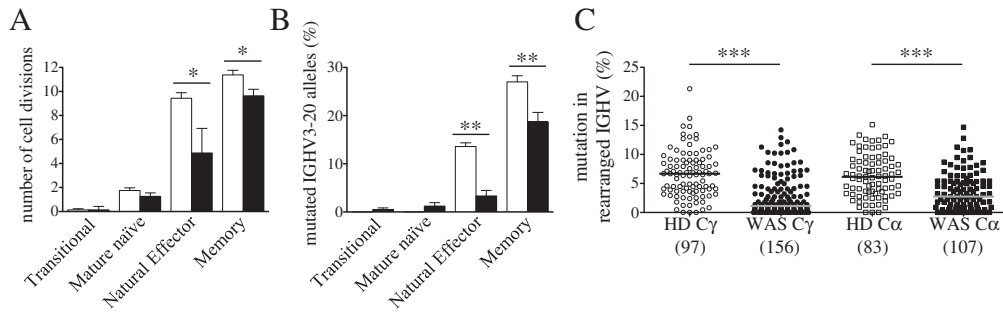 A
number of cell divisions
12
10
8
6
4
2
0
*
*
Transitional
Mature naïve
Natural Effector
Memory
B
mutated IGHV3-20 alleles (%)
30
20
10
0
**
**
Transitional
Mature naïve
Natural Effector
Memory
C
mutation in
rearranged IGHV (%)
25
20
15
10
5
0
***
***
HD Cγ
(97)
WAS Cγ
(156)
HD Cα
(83)
WAS Cα
(107)